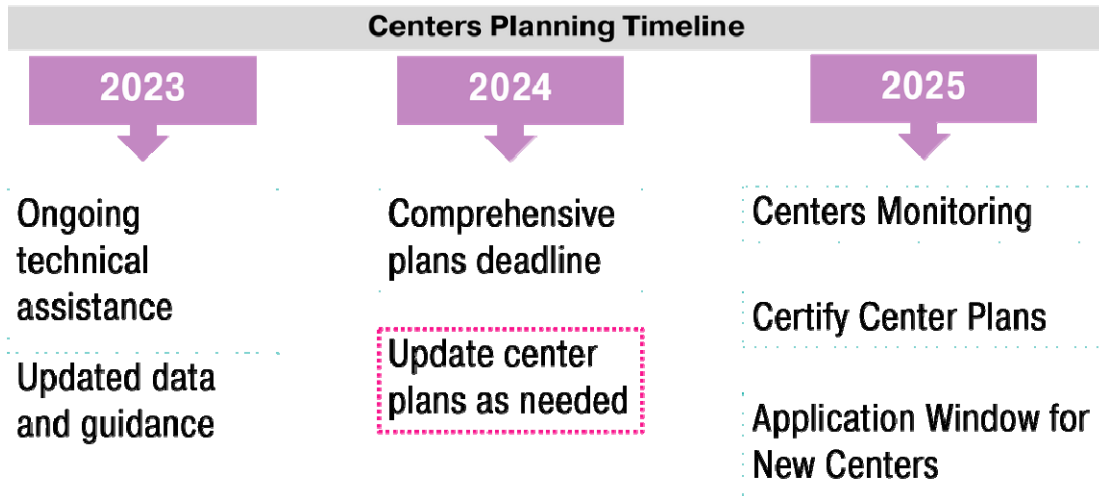 Centers Planning Timeline
2023
Ongoing
technical
assistance
Updated data
and guidance
2024
Comprehensive
plans deadline
Update center
plans as needed
2025
Centers Monitoring
Certify Center Plans
Application Window for
New Centers